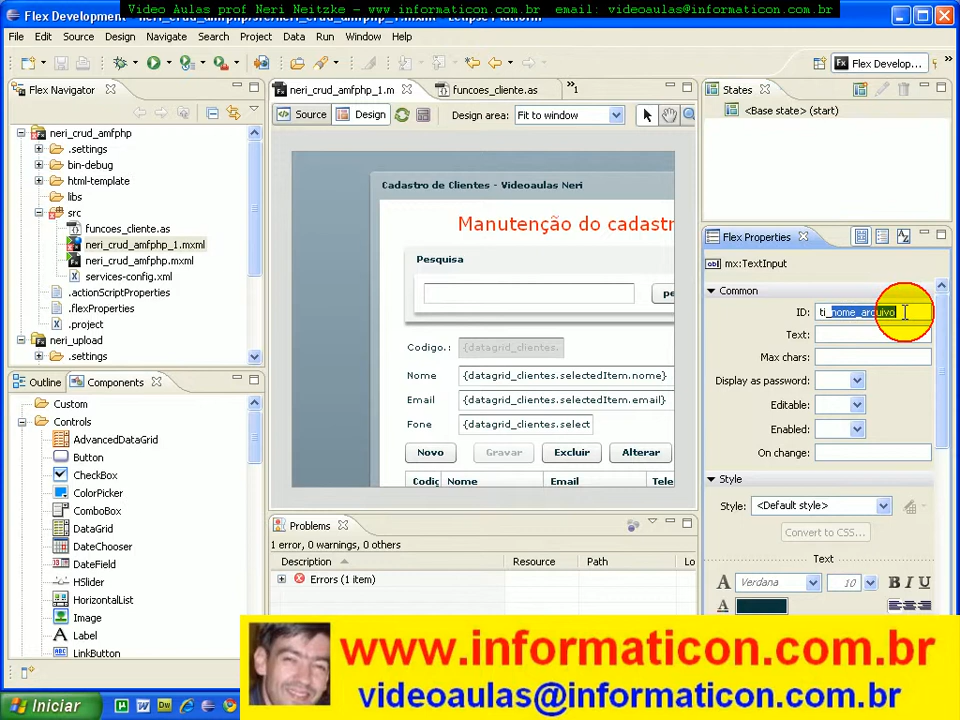 Video Aulas prof Neri Neitzke – www.informaticon.com.br  email: videoaulas@informaticon.com.br
File Edit Source Design Navigate Search Project Data Run Window Help
Flex Develop...
Flex Navigator
neri_crud_amfphp
.settings
bin-debug
html-template
libs
src
funcoes_cliente.as
neri_crud_amfphp_1.mxml
neri_crud_amfphp.mxml
services-config.xml
.actionScriptProperties
.flexProperties
.project
neri_upload
.settings
Outline Components
Custom
Controls
AdvancedDataGrid
Button
CheckBox
ColorPicker
ComboBox
DataGrid
DateChooser
DateField
HSlider
HorizontalList
Image
Label
LinkButton
neri_crud_amfphp_1.m funcoes_cliente.as »1
Source Design Design area: Fit to window
Cadastro de Clientes - Videoaulas Neri
Manutenção do cadastr
Pesquisa
pe
Codigo.: {datagrid_clientes.
Nome {datagrid_clientes.selectedItem.nome}
Email {datagrid_clientes.selectedItem.email}
Fone {datagrid_clientes.select
Novo Gravar Excluir Alterar
Codig Nome Email Tele
Problems
1 error, 0 warnings, 0 others
Description Resource Path Lo
Errors (1 item)
States
<Base state> (start)
Flex Properties
mx:TextInput
Common
ID: ti_nome_arquivo
Text:
Max chars:
Display as password:
Editable:
Enabled:
On change:
Style
Style: <Default style>
Convert to CSS...
Text
A Verdana 10 B I U
A
www.informaticon.com.br
videoaulas@informaticon.com.br
Iniciar